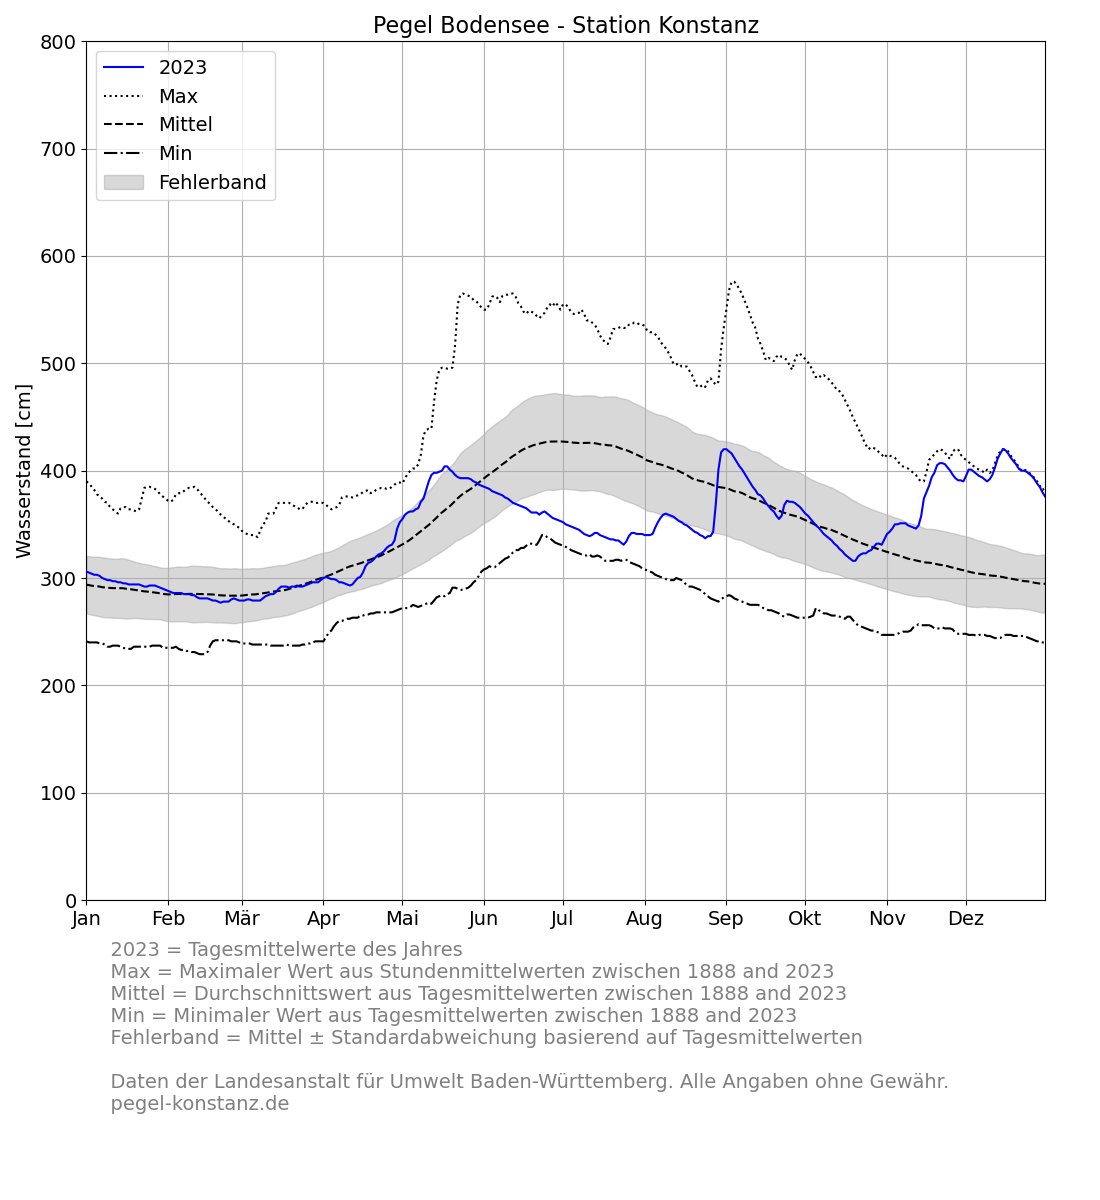 Pegel Bodensee - Station Konstanz
800
700
600
500
400
300
200
100
0
Wasserstand [cm]
2023
Max
Mittel
Min
Fehlerband
Jan Feb Mär Apr Mai Jun Jul Aug Sep Okt Nov Dez
2023 = Tagesmittelwerte des Jahres
Max = Maximaler Wert aus Stundenmittelwerten zwischen 1888 and 2023
Mittel = Durchschnittswert aus Tagesmittelwerten zwischen 1888 and 2023
Min = Minimaler Wert aus Tagesmittelwerten zwischen 1888 and 2023
Fehlerband = Mittel ± Standardabweichung basierend auf Tagesmittelwerten
Daten der Landesanstalt für Umwelt Baden-Württemberg. Alle Angaben ohne Gewähr.
pegel-konstanz.de